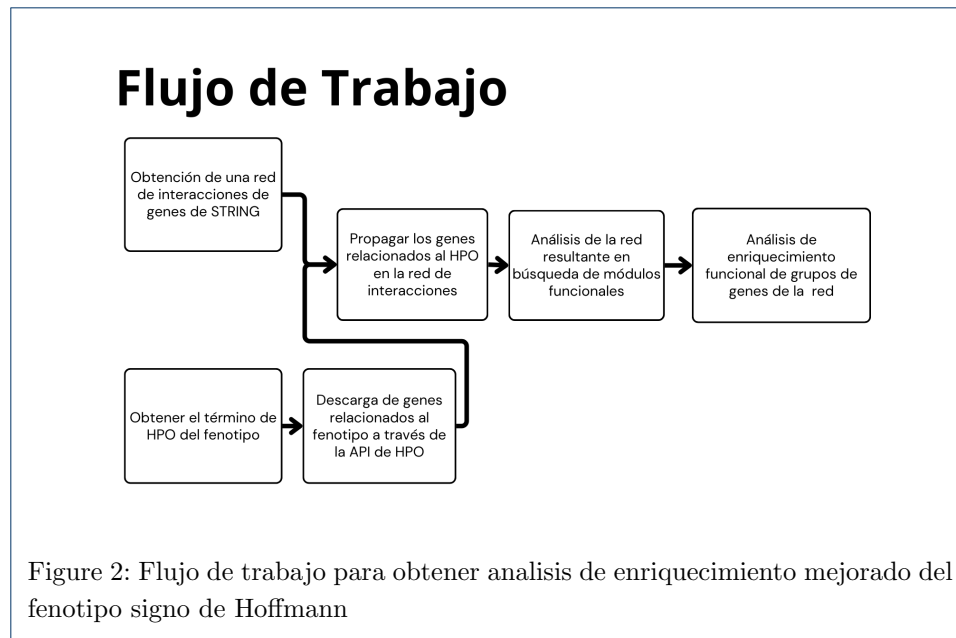 Flujo de Trabajo
Obtención de una red
de interacciones de
genes de STRING
Propagar los genes
relacionados al HPO
en la red de
interacciones
Análisis de la red
resultante en
búsqueda de módulos
funcionales
Análisis de
enriquecimiento
funcional de grupos de
genes de la red
Obtener el término de
HPO del fenotipo
Descarga de genes
relacionados al
fenotipo a través de
la API de HPO
Figure 2: Flujo de trabajo para obtener analisis de enriquecimiento mejorado del
fenotipo signo de Hoffmann